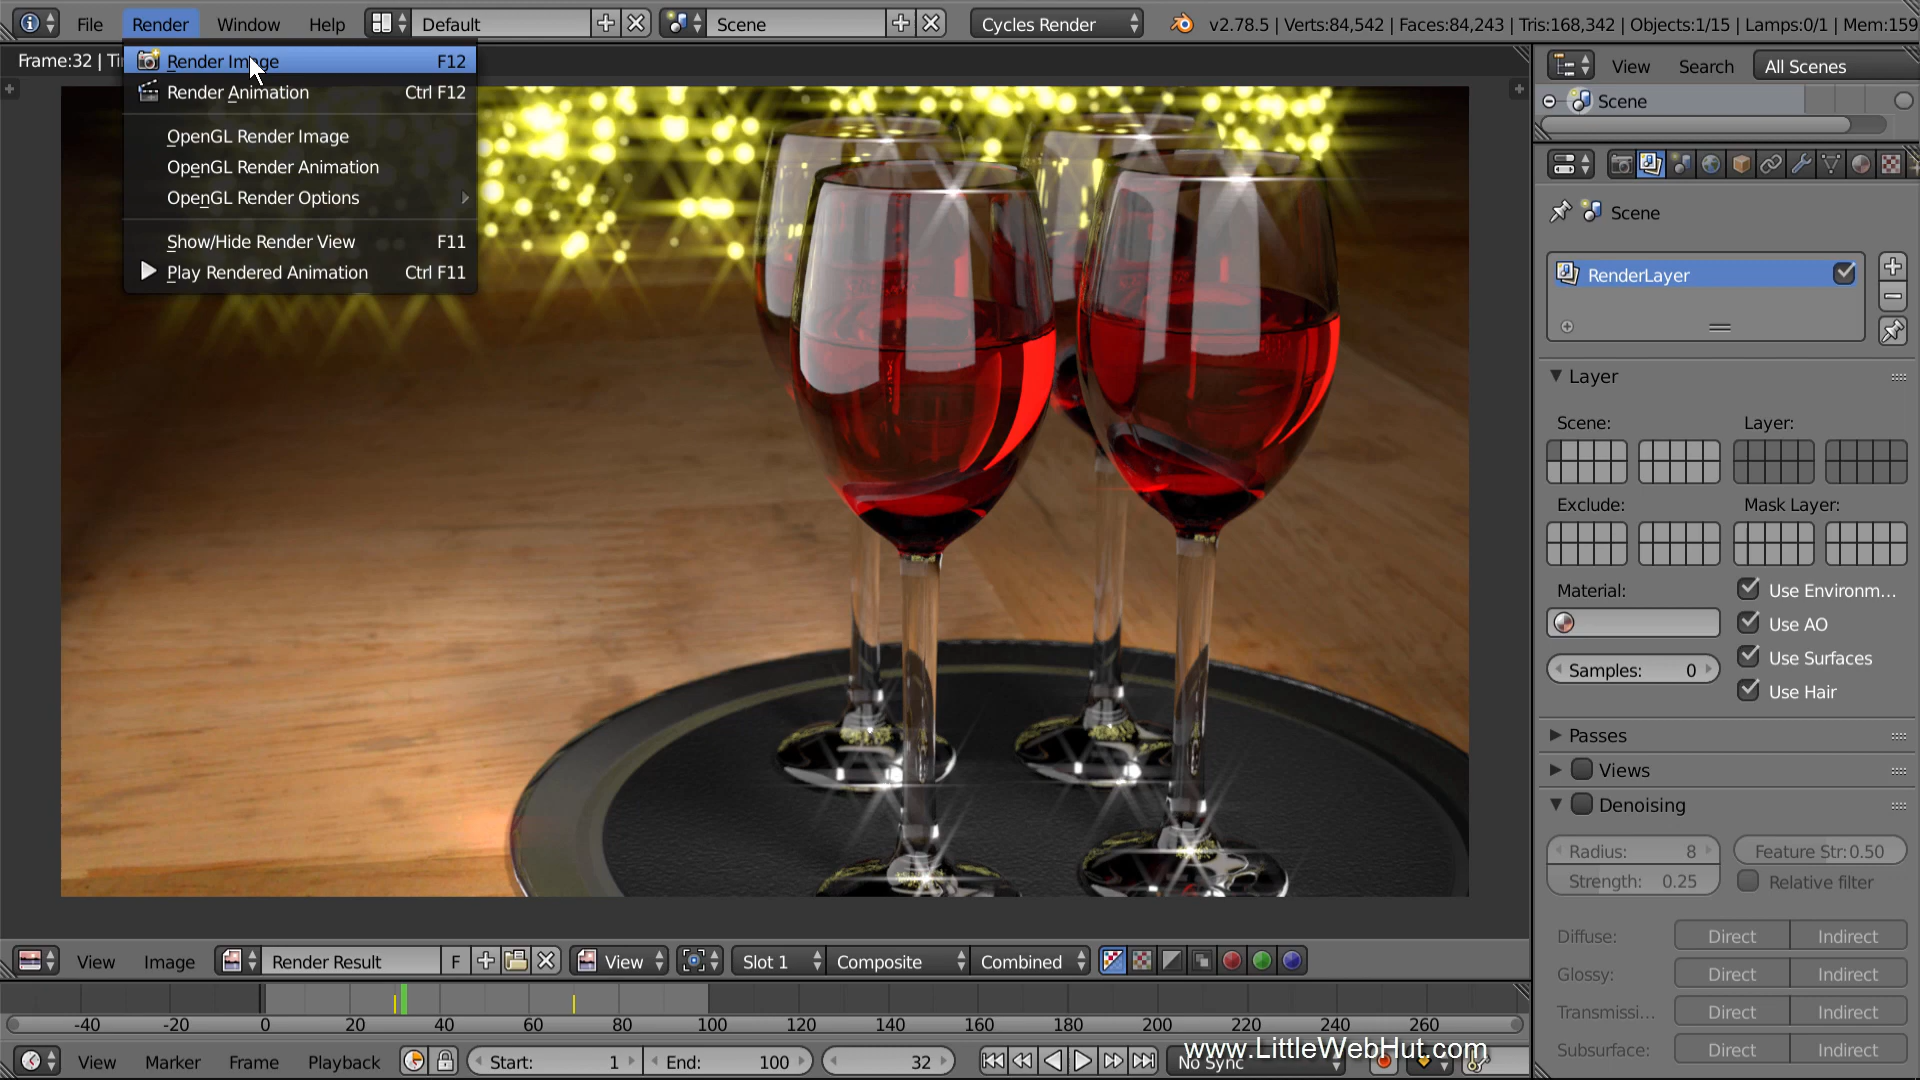 File Render Window Help Default Scene Cycles Render v2.78.5 | Verts:84,542 | Faces:84,243 | Tris:168,342 | Objects:1/15 | Lamps:0/1 | Mem:159
Frame:32 |
Render Image F12
Render Animation Ctrl F12
OpenGL Render Image
OpenGL Render Animation
OpenGL Render Options
Show/Hide Render View F11
Play Rendered Animation Ctrl F11
View Search All Scenes
Scene
Scene
RenderLayer
Layer
Scene: Layer:
Exclude: Mask Layer:
Material: Use Environm...
Use AO
Samples: 0 Use Surfaces
Use Hair
Passes
Views
Denoising
Radius: 8 Feature Str: 0.50
Strength: 0.25 Relative filter
Diffuse: Direct Indirect
Glossy: Direct Indirect
Transmissi... Direct Indirect
Subsurface: Direct Indirect
View Image Render Result F View Slot 1 Composite Combined
-40 -20 0 20 40 60 80 100 120 140 160 180 200 220 240 260
View Marker Frame Playback Start: 1 End: 100 32 No Sync
www.LittleWebHut.com